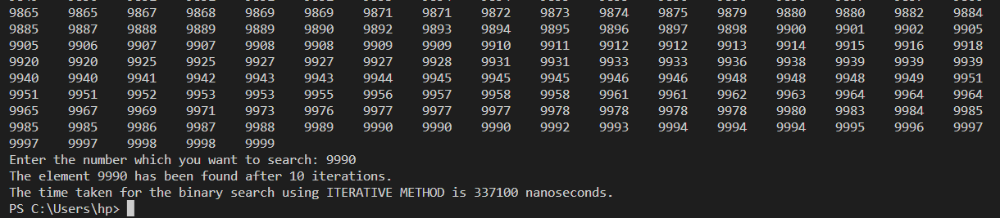 9865 9865 9867 9868 9869 9869 9871 9871 9872 9873 9874 9875 9879 9880 9880 9882 9884
9885 9887 9888 9889 9889 9890 9892 9893 9894 9895 9896 9897 9898 9900 9901 9902 9905
9905 9906 9907 9907 9908 9908 9909 9909 9910 9911 9912 9912 9913 9914 9915 9916 9918
9920 9920 9925 9925 9927 9927 9927 9928 9931 9931 9933 9933 9936 9938 9939 9939 9939
9940 9940 9941 9942 9943 9943 9944 9945 9945 9945 9946 9946 9948 9948 9948 9949 9951
9951 9951 9952 9953 9953 9955 9956 9957 9958 9958 9961 9961 9962 9963 9964 9964 9964
9965 9967 9969 9971 9973 9976 9977 9977 9977 9978 9978 9978 9978 9980 9983 9984 9985
9985 9985 9986 9987 9988 9989 9990 9990 9990 9992 9993 9994 9994 9994 9995 9996 9997
9997 9997 9998 9998 9999
Enter the number which you want to search: 9990
The element 9990 has been found after 10 iterations.
The time taken for the binary search using ITERATIVE METHOD is 337100 nanoseconds.
PS C:\Users\hp>